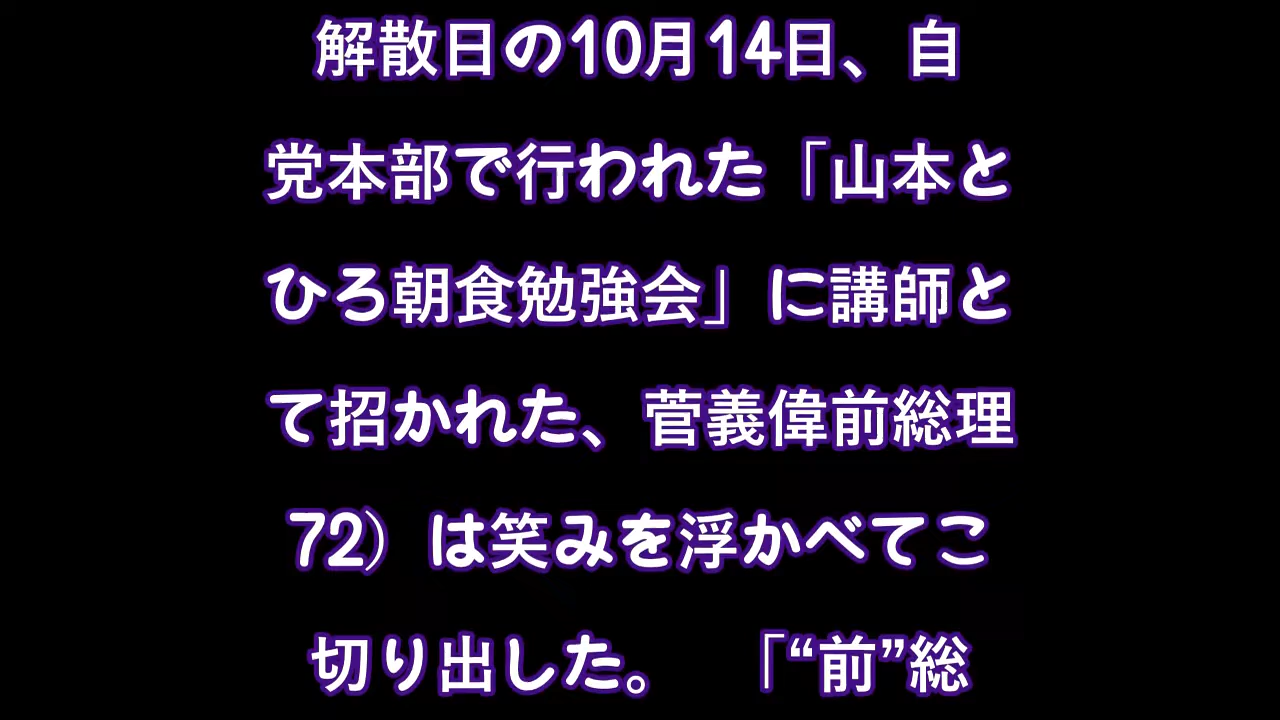 解散日の10月14日、自
党本部で行われた「山本と
ひろ朝食勉強会」に講師と
て招かれた、菅義偉前総理
72）は笑みを浮かべてこ
切り出した。　「“前”総